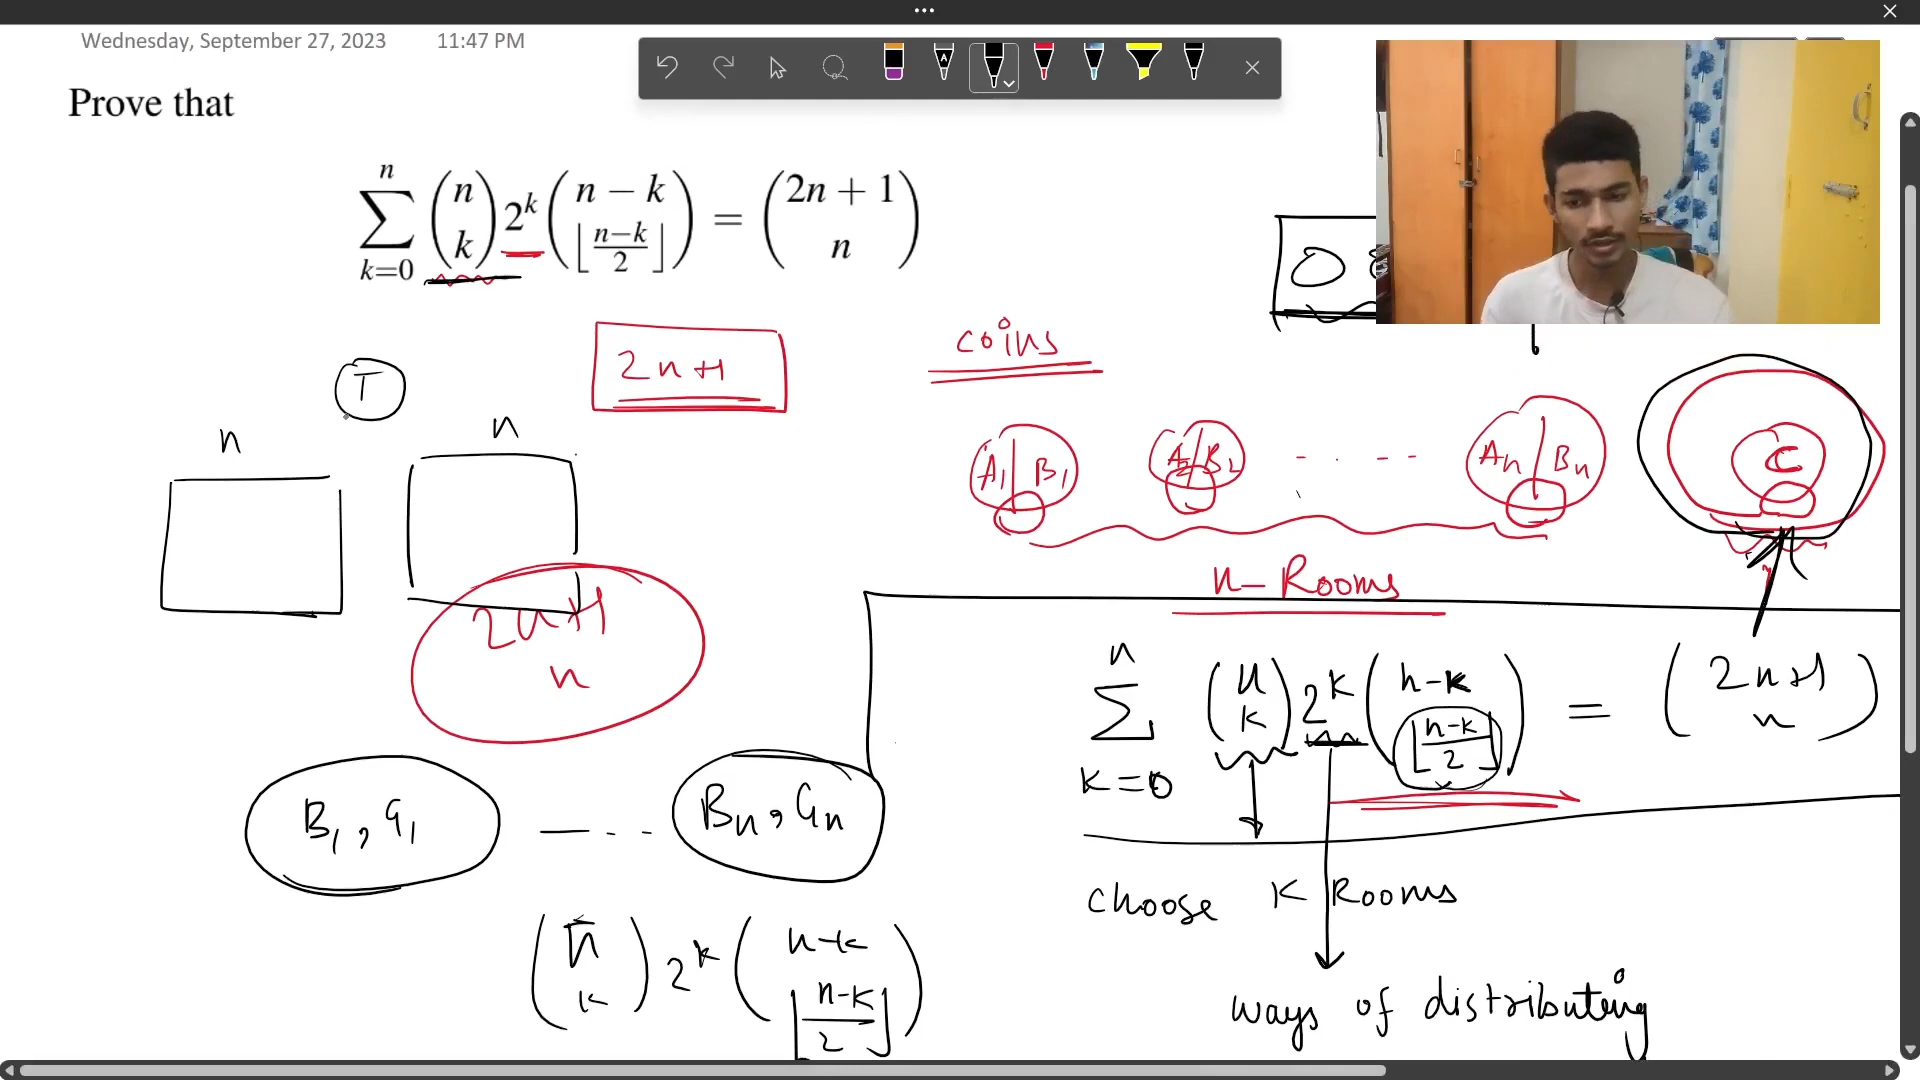 Wednesday, September 27, 2023 11:47 PM
Prove that
\sum_{k=0}^{n} \binom{n}{k} 2^k \binom{n-k}{\lfloor \frac{n-k}{2} \rfloor} = \binom{2n+1}{n}
T
2n+1
coins
n
n
A1 | B1
A2 | B2
- - - -
An | Bn
C
n-Rooms
2n+1
n
\sum_{k=0}^{n} \binom{n}{k} 2^k \binom{n-k}{\lfloor \frac{n-k}{2} \rfloor} = \binom{2n+1}{n}
B1, G1
— - - -
Bn, Gn
choose K Rooms
\binom{n}{k} 2^k \binom{n-k}{\lfloor \frac{n-k}{2} \rfloor}
ways of distributing